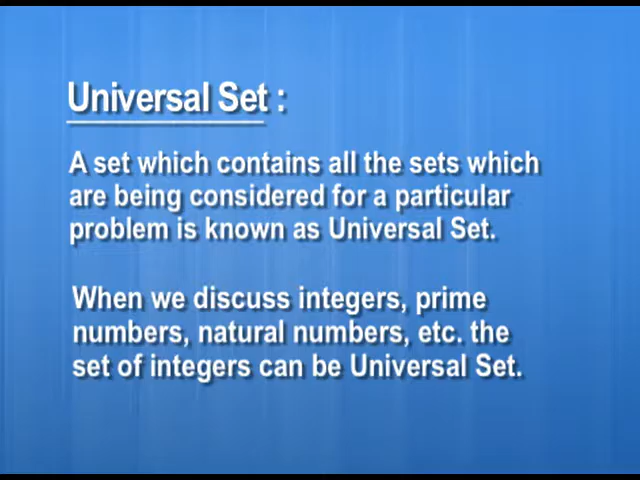 Universal Set :
A set which contains all the sets which
are being considered for a particular
problem is known as Universal Set.
When we discuss integers, prime
numbers, natural numbers, etc. the
set of integers can be Universal Set.